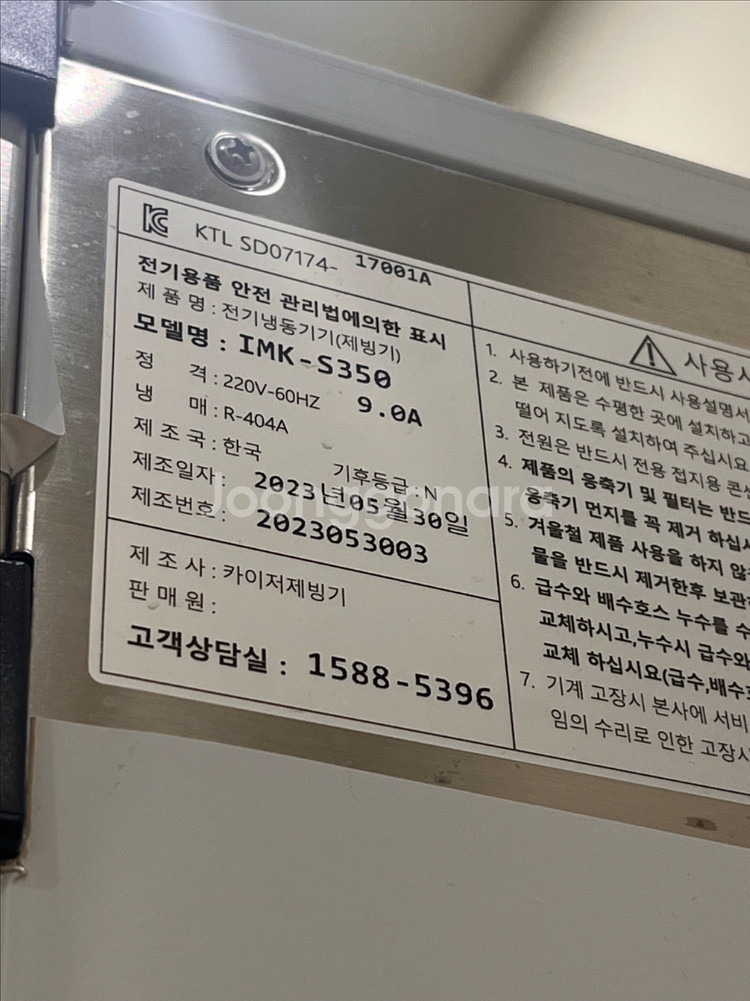 KC KTL SD07174- 17001A
전기용품 안전 관리법에의한 표시
제 품 명 : 전기냉동기기(제빙기)
모델명 : IMK-S350
정 격 : 220V-60HZ 9.0A
냉 매 : R-404A
제 조 국 : 한국 기후등급 : N
제조일자 : 2023년05월30일
제조번호 : 2023053003
제 조 사 : 카이저제빙기
판 매 원 :
고객상담실 : 1588-5396
사용시
1. 사용하기전에 반드시 사용설명서
2. 본 제품은 수평한 곳에 설치하고
떨어 지도록 설치하여 주십시요
3. 전원은 반드시 전용 접지용 콘센
4. 제품의 응축기 및 필터는 반드
응축기 먼지를 꼭 제거 하십시
5. 겨울철 제품 사용을 하지 않
물을 반드시 제거한후 보관
6. 급수와 배수호스 누수를 수
교체하시고,누수시 급수와
교체 하십시요(급수,배수호
7. 기계 고장시 본사에 서비
임의 수리로 인한 고장시
Joonggonara